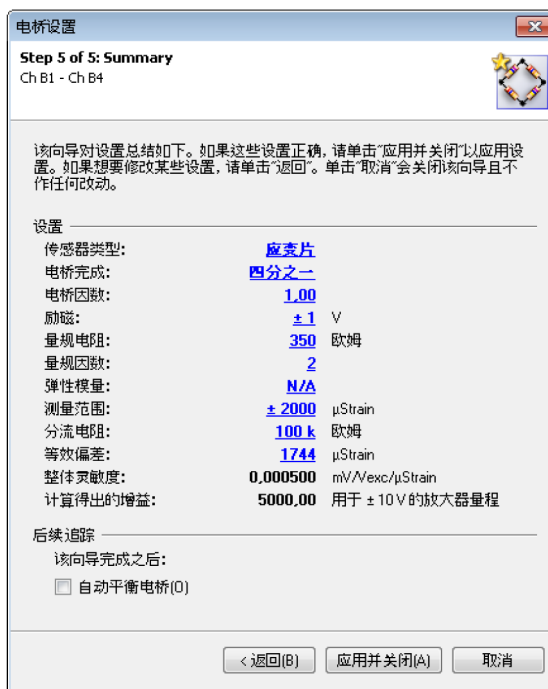 电桥设置
Step 5 of 5: Summary
Ch B1 - Ch B4
该向导对设置总结如下。如果这些设置正确, 请单击"应用并关闭"以应用设
置。如果想要修改某些设置, 请单击"返回"。单击"取消"会关闭该向导且不
作任何改动。
设置
传感器类型: 应变片
电桥完成: 四分之一
电桥因数: 1,00
励磁: ± 1 V
量规电阻: 350 欧姆
量规因数: 2
弹性模量: N/A
测量范围: ± 2000 µStrain
分流电阻: 100 k 欧姆
等效偏差: 1744 µStrain
整体灵敏度: 0,000500 mV/Vexc/µStrain
计算得出的增益: 5000,00 用于 ± 10 V 的放大器量程
后续追踪
该向导完成之后:
自动平衡电桥(O)
< 返回(B) 应用并关闭(A) 取消